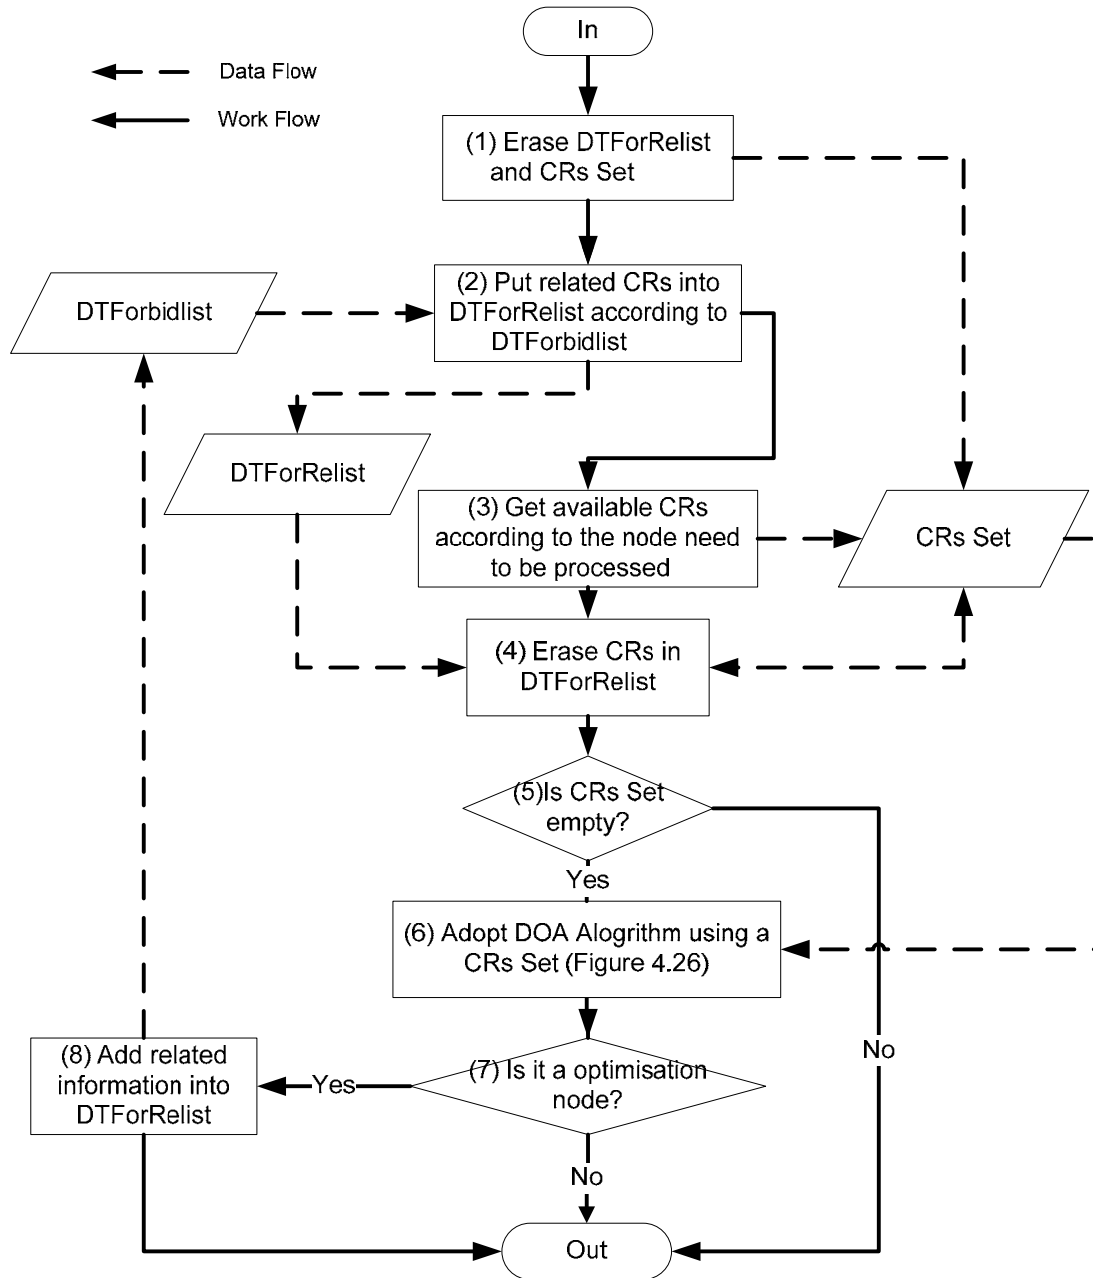 In
Data Flow
Work Flow
(1) Erase DTForRelist
and CRs Set
(2) Put related CRs into
DTForRelist according to
DTForbidlist
DTForbidlist
DTForRelist
(3) Get available CRs
according to the node need
to be processed
CRs Set
(4) Erase CRs in
DTForRelist
(5)Is CRs Set
empty?
Yes
(6) Adopt DOA Alogrithm using a
CRs Set (Figure 4.26)
No
(7) Is it a optimisation
node?
Yes
(8) Add related
information into
DTForRelist
No
Out